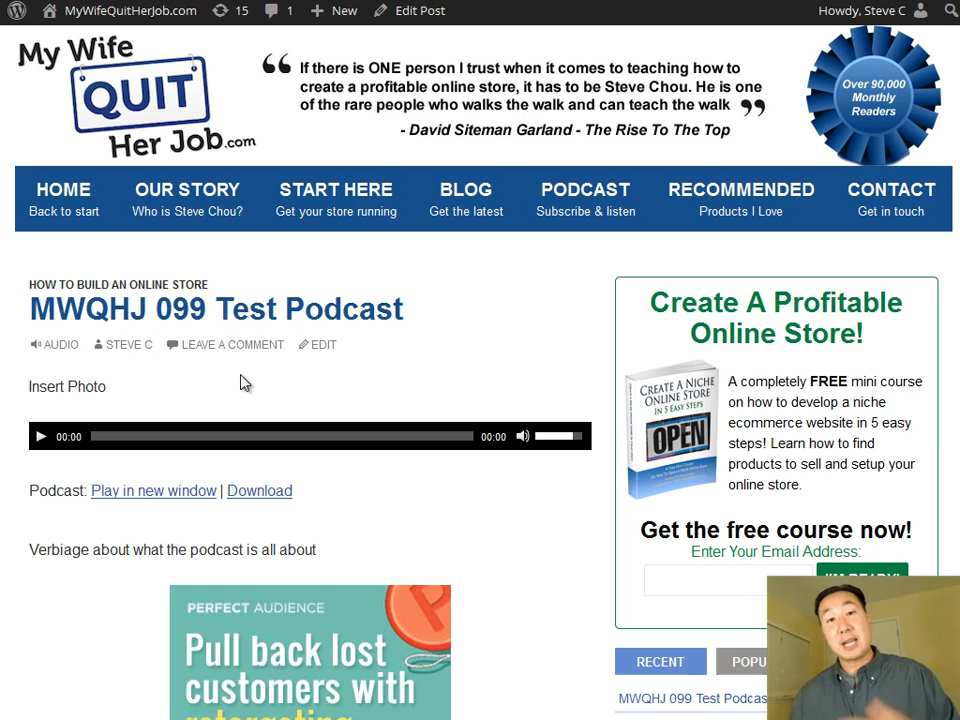 MyWifeQuitHerJob.com 15 1 New Edit Post Howdy, Steve C
My Wife
QUIT
Her Job.com
If there is ONE person I trust when it comes to teaching how to
create a profitable online store, it has to be Steve Chou. He is one
of the rare people who walks the walk and can teach the walk
- David Siteman Garland - The Rise To The Top
Over 90,000
Monthly
Readers
HOME OUR STORY START HERE BLOG PODCAST RECOMMENDED CONTACT
Back to start Who is Steve Chou? Get your store running Get the latest Subscribe & listen Products I Love Get in touch
HOW TO BUILD AN ONLINE STORE
MWQHJ 099 Test Podcast
AUDIO STEVE C LEAVE A COMMENT EDIT
Insert Photo
00:00 00:00
Podcast: Play in new window | Download
Verbiage about what the podcast is all about
PERFECT AUDIENCE
Pull back lost
customers with
retargeting
Create A Profitable
Online Store!
CREATE A NICHE
ONLINE STORE
IN 5 EASY STEPS
OPEN
A completely FREE mini course
on how to develop a niche
ecommerce website in 5 easy
steps! Learn how to find
products to sell and setup your
online store.
Get the free course now!
Enter Your Email Address:
I'M READY!
RECENT POPU
MWQHJ 099 Test Podcas